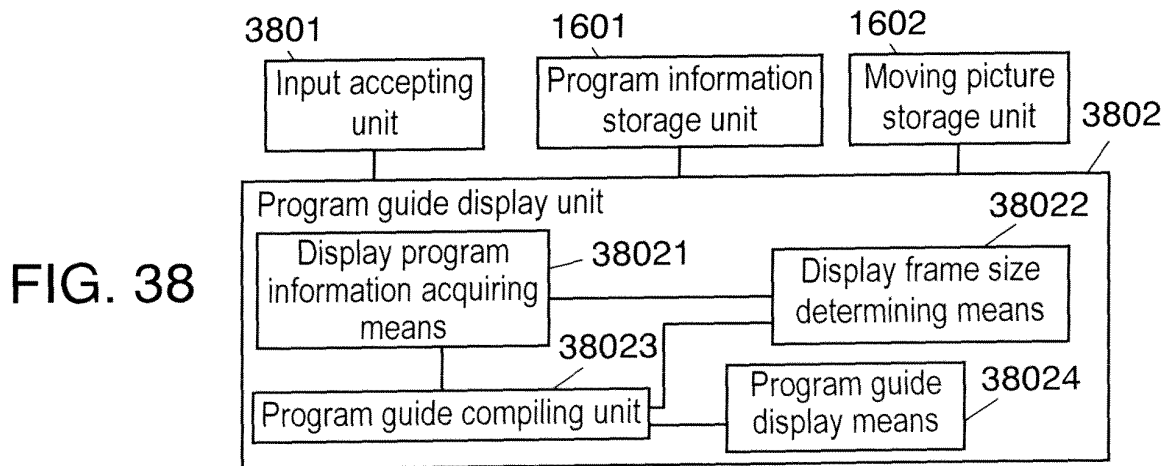 3801
1601
1602
Input accepting
unit
Program information
storage unit
Moving picture
storage unit
3802
Program guide display unit
38022
Display program
information acquiring
means
38021
Display frame size
determining means
FIG. 38
38023
Program guide compiling unit
Program guide
display means
38024